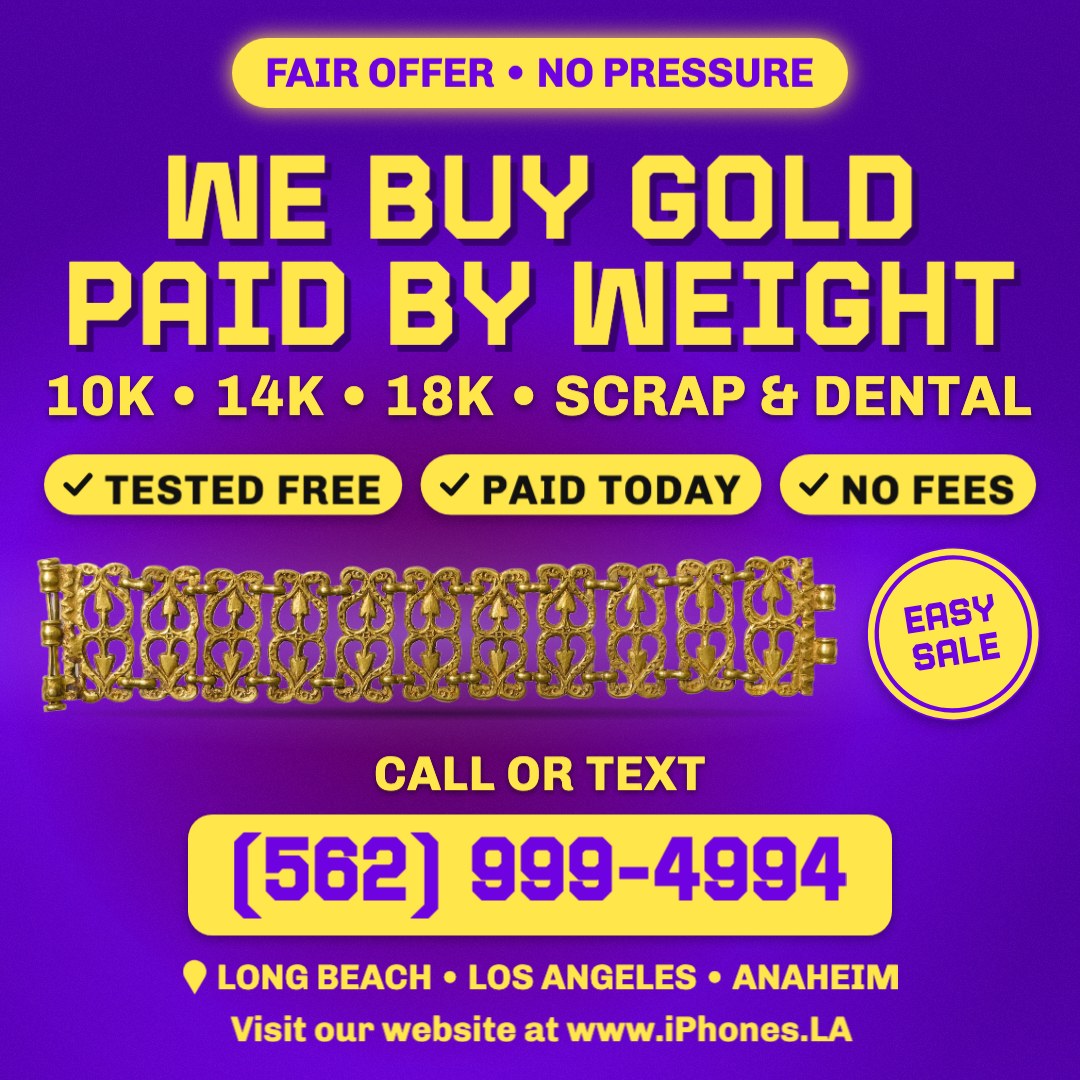 FAIR OFFER • NO PRESSURE
WE BUY GOLD
PAID BY WEIGHT
10K • 14K • 18K • SCRAP & DENTAL
✓ TESTED FREE ✓ PAID TODAY ✓ NO FEES
EASY
SALE
CALL OR TEXT
(562) 999-4994
LONG BEACH • LOS ANGELES • ANAHEIM
Visit our website at www.iPhones.LA